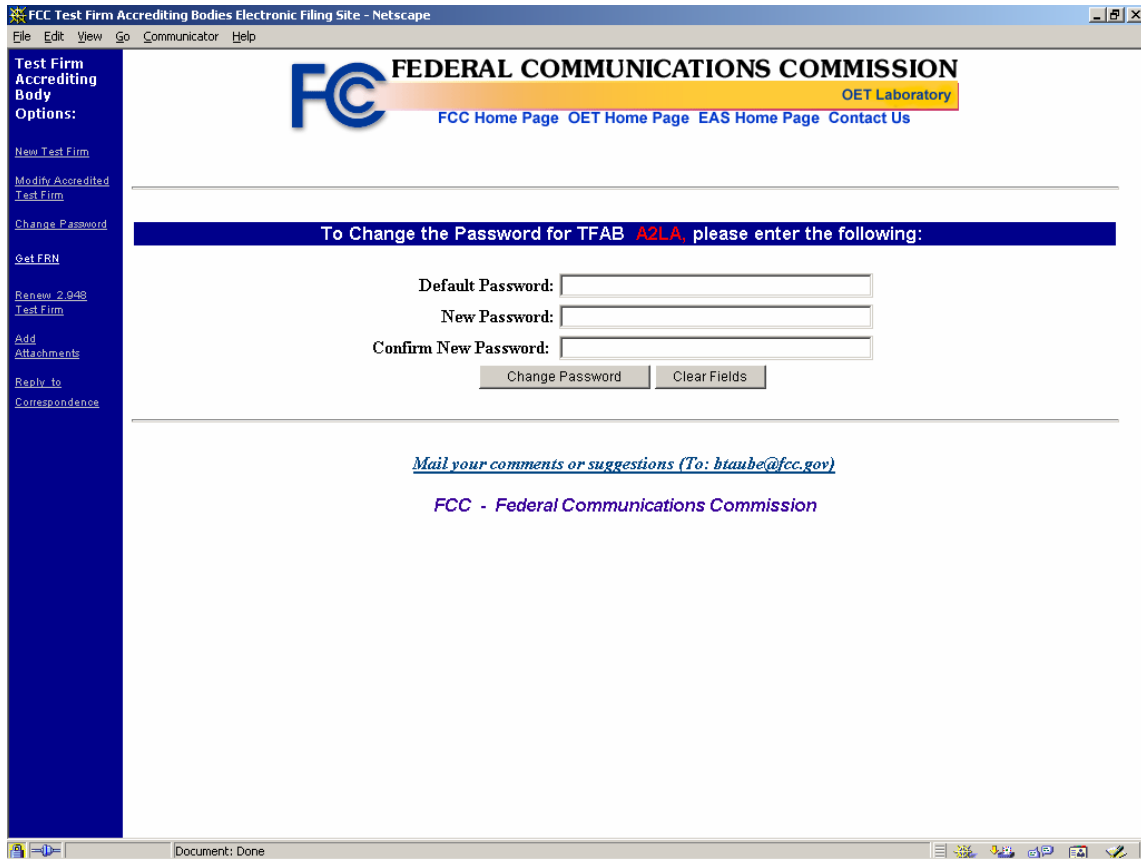 FCC Test Firm Accrediting Bodies Electronic Filing Site - Netscape
File Edit View Go Communicator Help
Test Firm
Accrediting
Body
Options:
New Test Firm
Modify Accredited
Test Firm
Change Password
Get FRN
Renew 2.948
Test Firm
Add
Attachments
Reply to
Correspondence
FCC FEDERAL COMMUNICATIONS COMMISSION
OET Laboratory
FCC Home Page OET Home Page EAS Home Page Contact Us
To Change the Password for TFAB A2LA, please enter the following:
Default Password:
New Password:
Confirm New Password:
Change Password Clear Fields
Mail your comments or suggestions (To: btaube@fcc.gov)
FCC - Federal Communications Commission
Document: Done